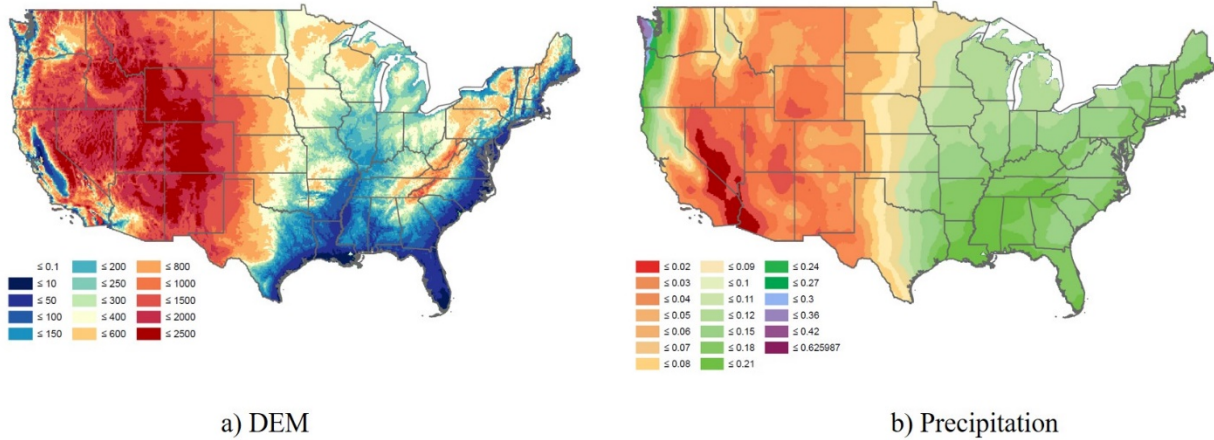 ≤ 0.1 ≤ 200 ≤ 800
≤ 10 ≤ 250 ≤ 1000
≤ 50 ≤ 300 ≤ 1500
≤ 100 ≤ 400 ≤ 2000
≤ 150 ≤ 600 ≤ 2500
a) DEM
≤ 0.02 ≤ 0.09 ≤ 0.24
≤ 0.03 ≤ 0.1 ≤ 0.27
≤ 0.04 ≤ 0.11 ≤ 0.3
≤ 0.05 ≤ 0.12 ≤ 0.36
≤ 0.06 ≤ 0.15 ≤ 0.42
≤ 0.07 ≤ 0.18 ≤ 0.625987
≤ 0.08 ≤ 0.21
b) Precipitation